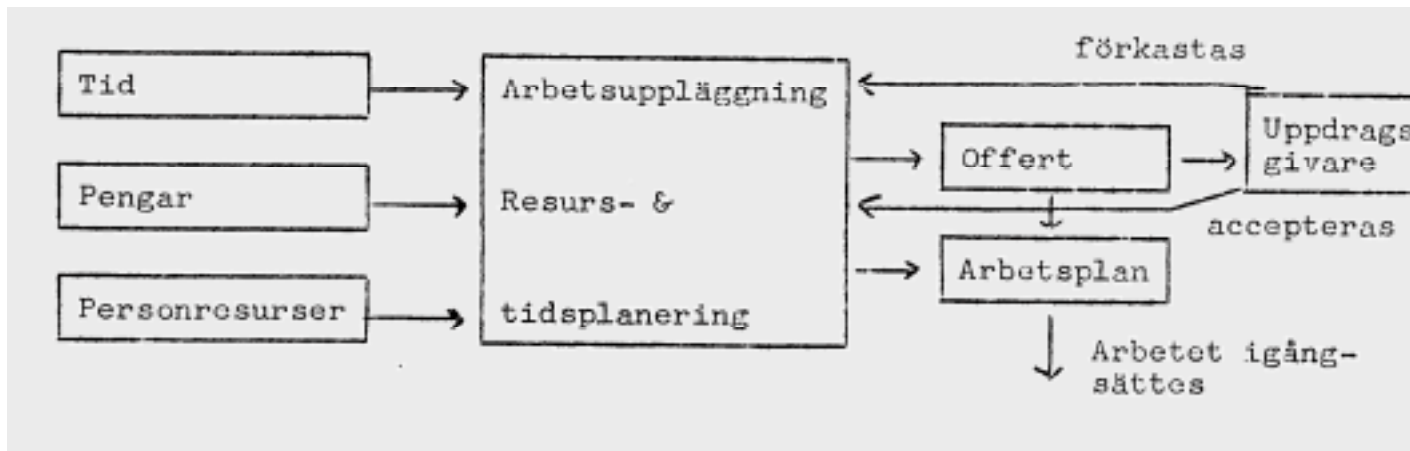 Tid
Pengar
Personresurser
Arbetsuppläggning
Resurs- &
tidsplanering
förkastas
Offert
Uppdrags
givare
accepteras
Arbetsplan
Arbetet igång-
sättes